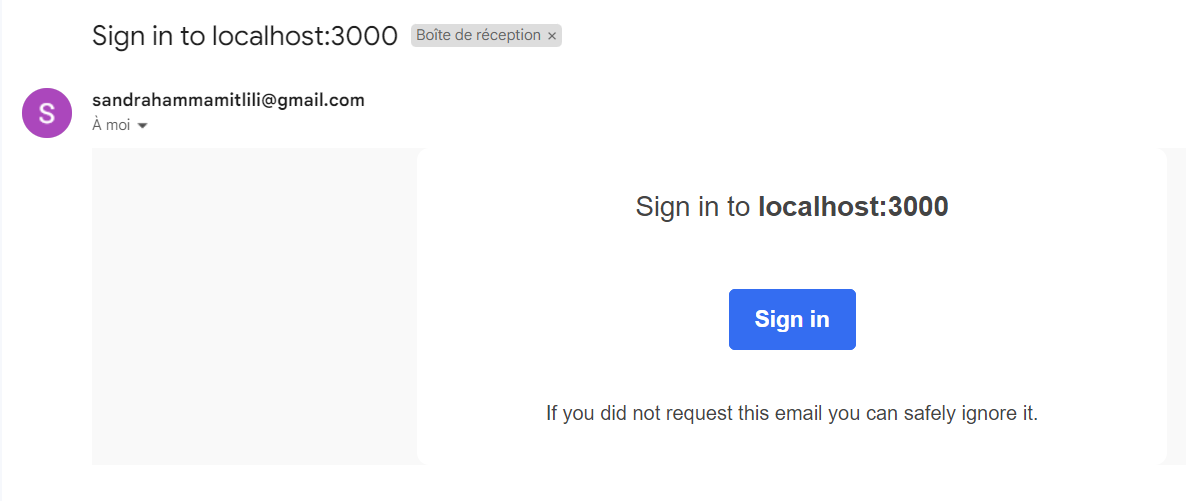 Sign in to localhost:3000 Boîte de réception ×
S
sandrahammamitlili@gmail.com
À moi
Sign in to localhost:3000
Sign in
If you did not request this email you can safely ignore it.